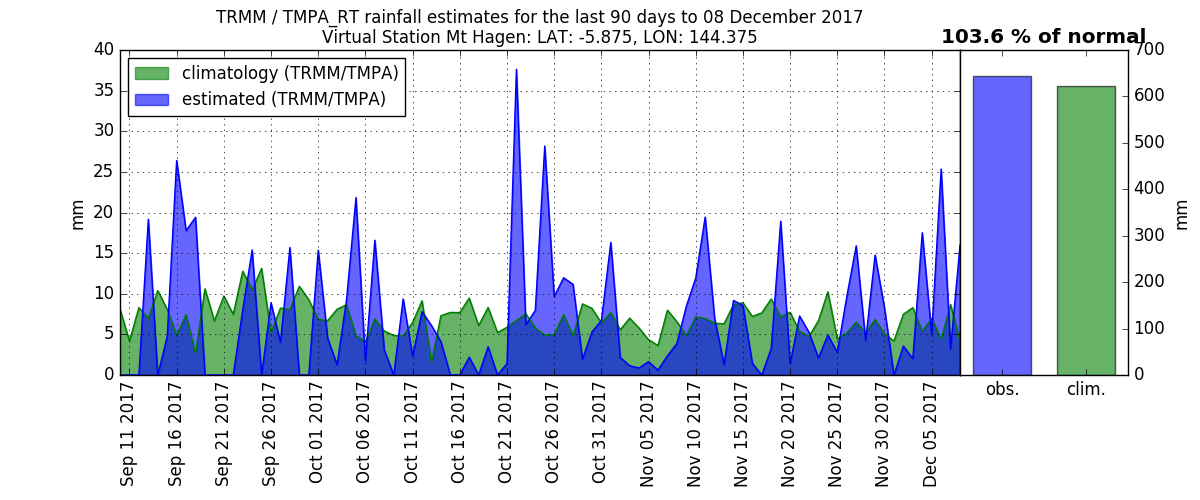 TRMM / TMPA_RT rainfall estimates for the last 90 days to 08 December 2017
Virtual Station Mt Hagen: LAT: -5.875, LON: 144.375
103.6 % of normal
climatology (TRMM/TMPA)
estimated (TRMM/TMPA)
40
35
30
25
20
15
10
5
0
mm
Sep 11 2017
Sep 16 2017
Sep 21 2017
Sep 26 2017
Oct 01 2017
Oct 06 2017
Oct 11 2017
Oct 16 2017
Oct 21 2017
Oct 26 2017
Oct 31 2017
Nov 05 2017
Nov 10 2017
Nov 15 2017
Nov 20 2017
Nov 25 2017
Nov 30 2017
Dec 05 2017
obs.
clim.
700
600
500
400
300
200
100
0
mm